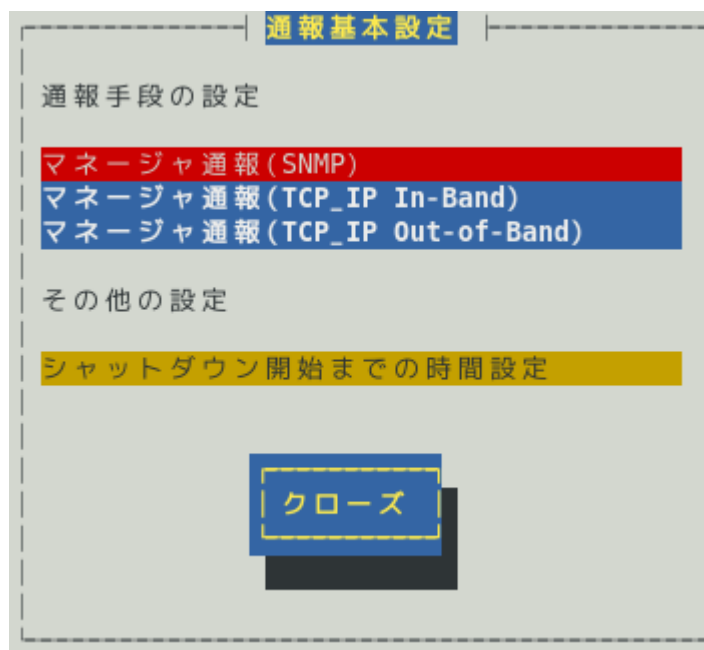 通報基本設定
通報手段の設定
マネージャ通報(SNMP)
マネージャ通報(TCP_IP In-Band)
マネージャ通報(TCP_IP Out-of-Band)
その他の設定
シャットダウン開始までの時間設定
クローズ